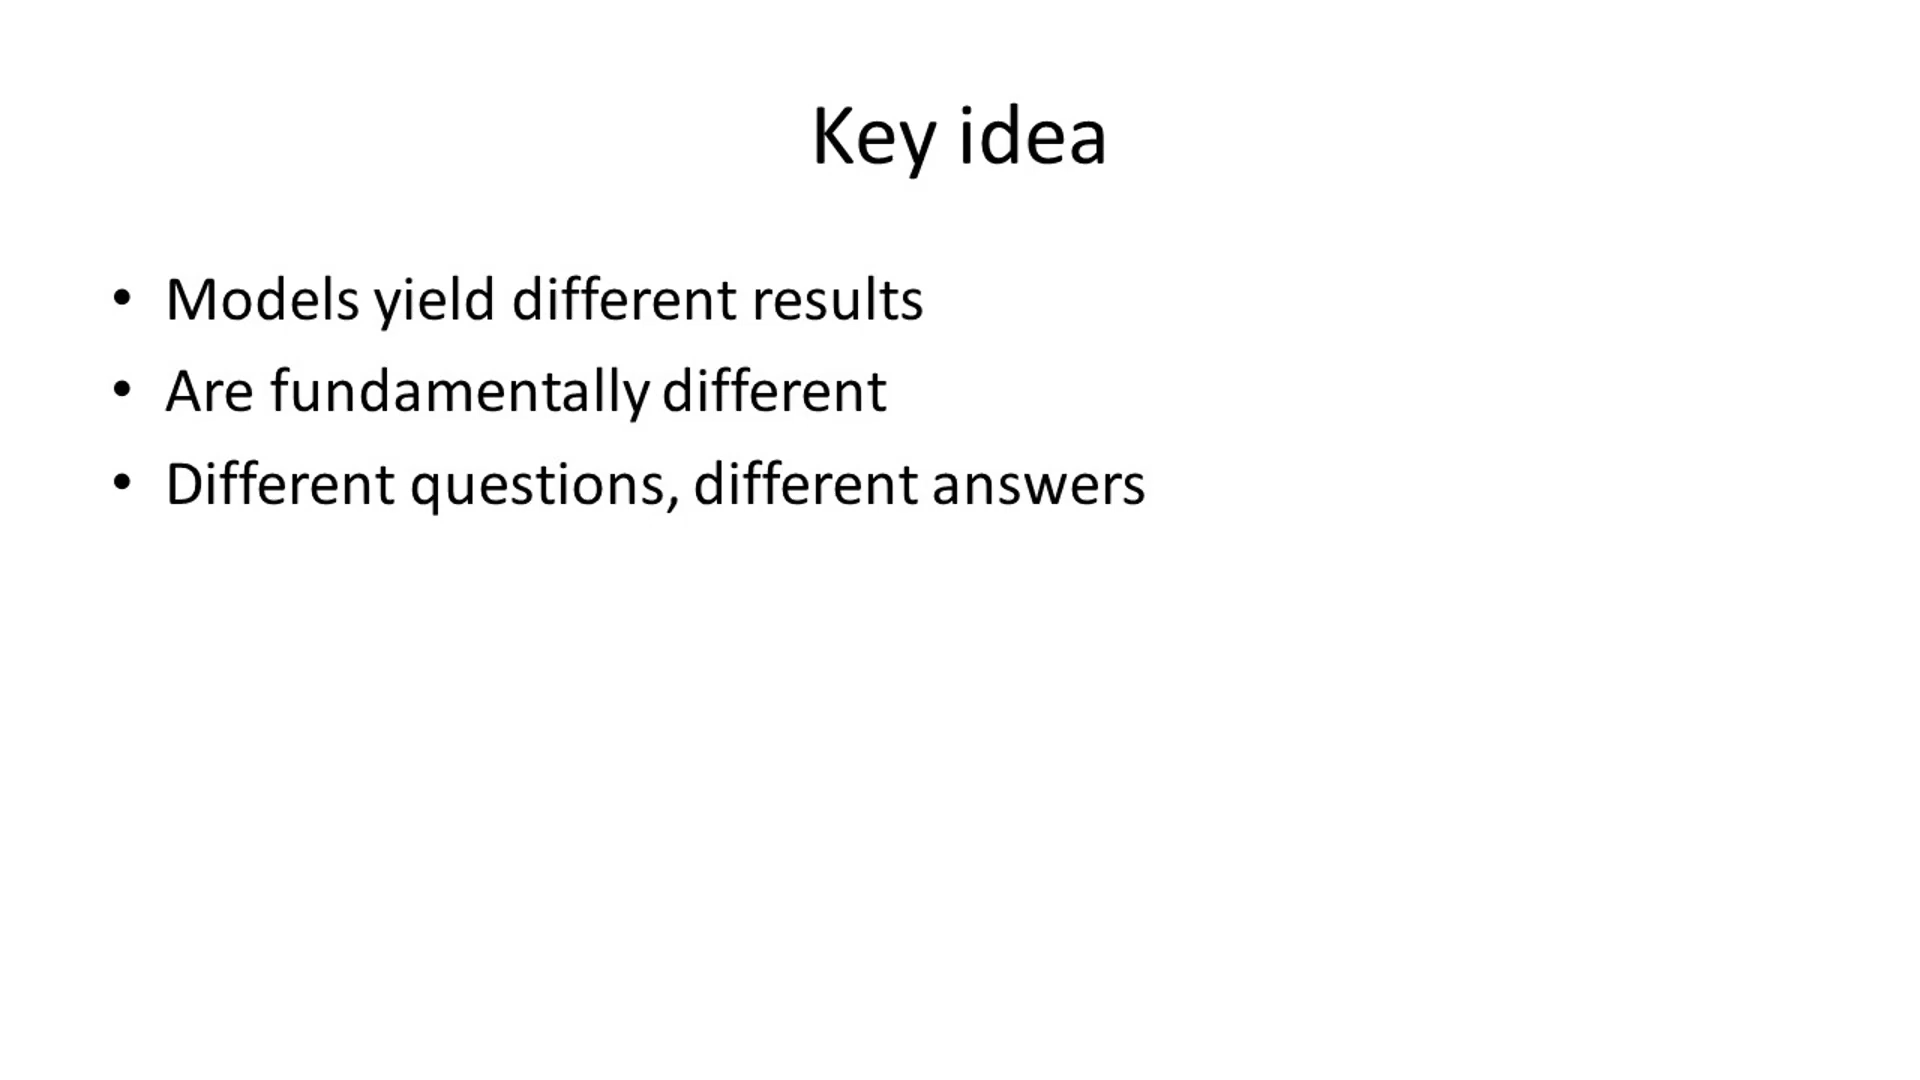 Key idea
• Models yield different results
• Are fundamentally different
• Different questions, different answers